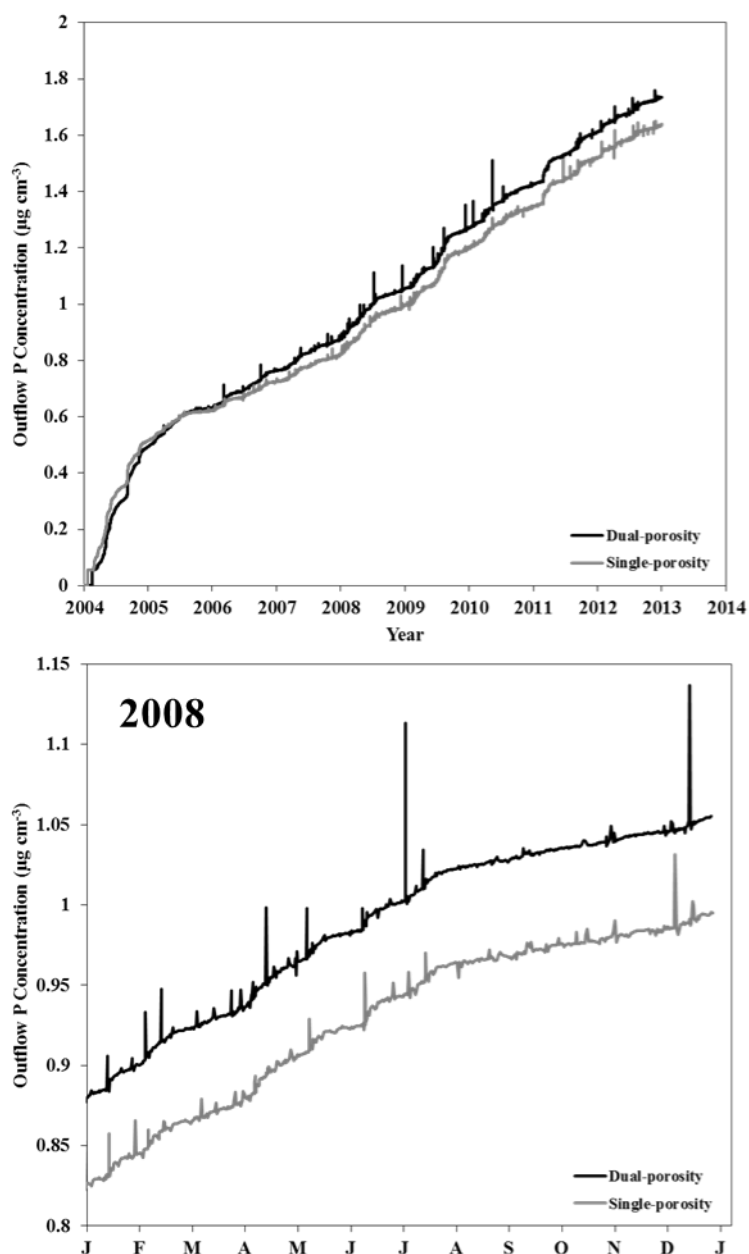 Outflow P Concentration (µg cm⁻³)
2
1.8
1.6
1.4
1.2
1
0.8
0.6
0.4
0.2
0
Dual-porosity
Single-porosity
2004 2005 2006 2007 2008 2009 2010 2011 2012 2013 2014
Year
Outflow P Concentration (µg cm⁻³)
1.15
2008
1.1
1.05
1
0.95
0.9
0.85
0.8
Dual-porosity
Single-porosity
J F M A M J J A S O N D J